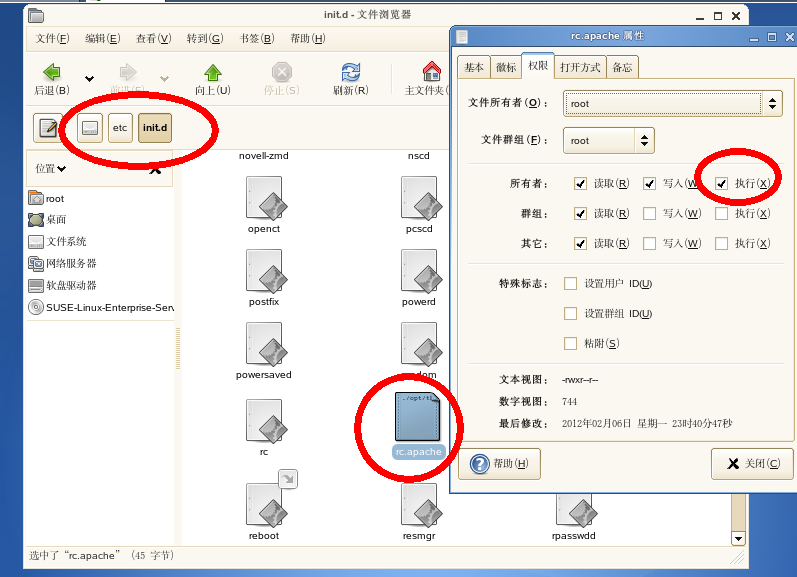 init.d - 文件浏览器
文件(F) 编辑(E) 查看(V) 转到(G) 书签(B) 帮助(H)
后退(B) 向上(U) 停止(S) 刷新(R) 主文件夹(
etc init.d
位置
root
桌面
文件系统
网络服务器
软盘驱动器
SUSE-Linux-Enterprise-Serv
novell-zmd nscd
openct pcscd
postfix powerd
powersaved
rc rc.apache
reboot resmgr rpasswdd
选中了 “rc.apache” (45 字节)
rc.apache 属性
基本 徽标 权限 打开方式 备忘
文件所有者(O)： root
文件群组(F)： root
所有者： 读取(R) 写入(W) 执行(X)
群组： 读取(R) 写入(W) 执行(X)
其它： 读取(R) 写入(W) 执行(X)
特殊标志： 设置用户 ID(U)
设置群组 ID(U)
粘附(S)
文本视图： -rwxr--r--
数字视图： 744
最后修改： 2012年02月06日 星期一 23时40分47秒
帮助(H) 关闭(C)